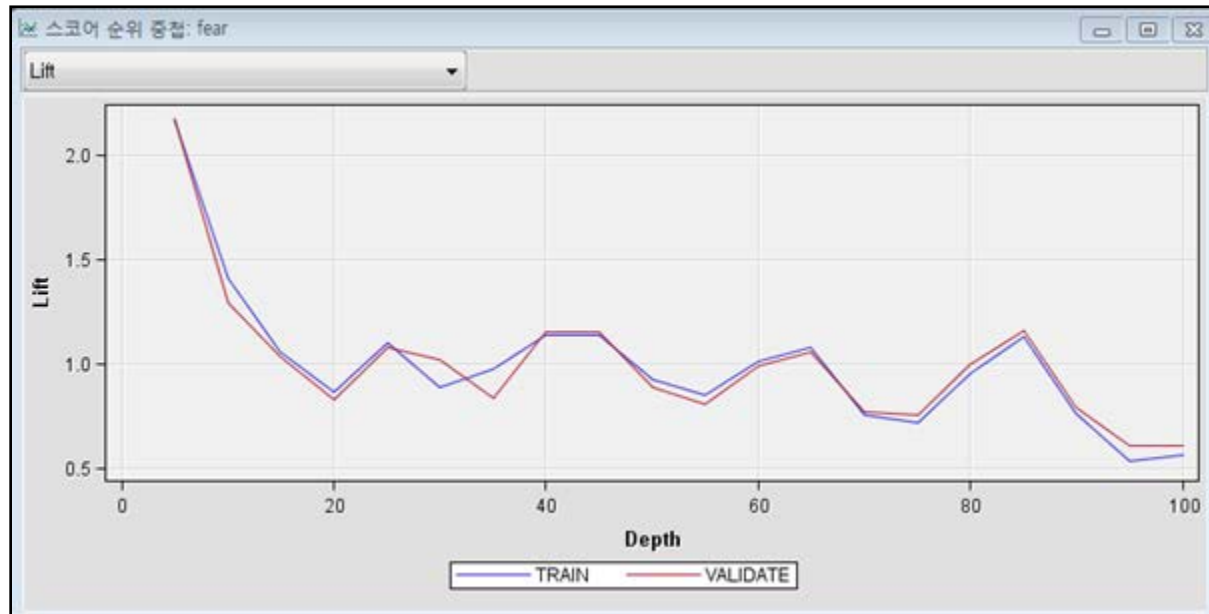 스코어 순위 중첩: fear
Lift
Lift
2.0
1.5
1.0
0.5
0 20 40 60 80 100
Depth
TRAIN VALIDATE